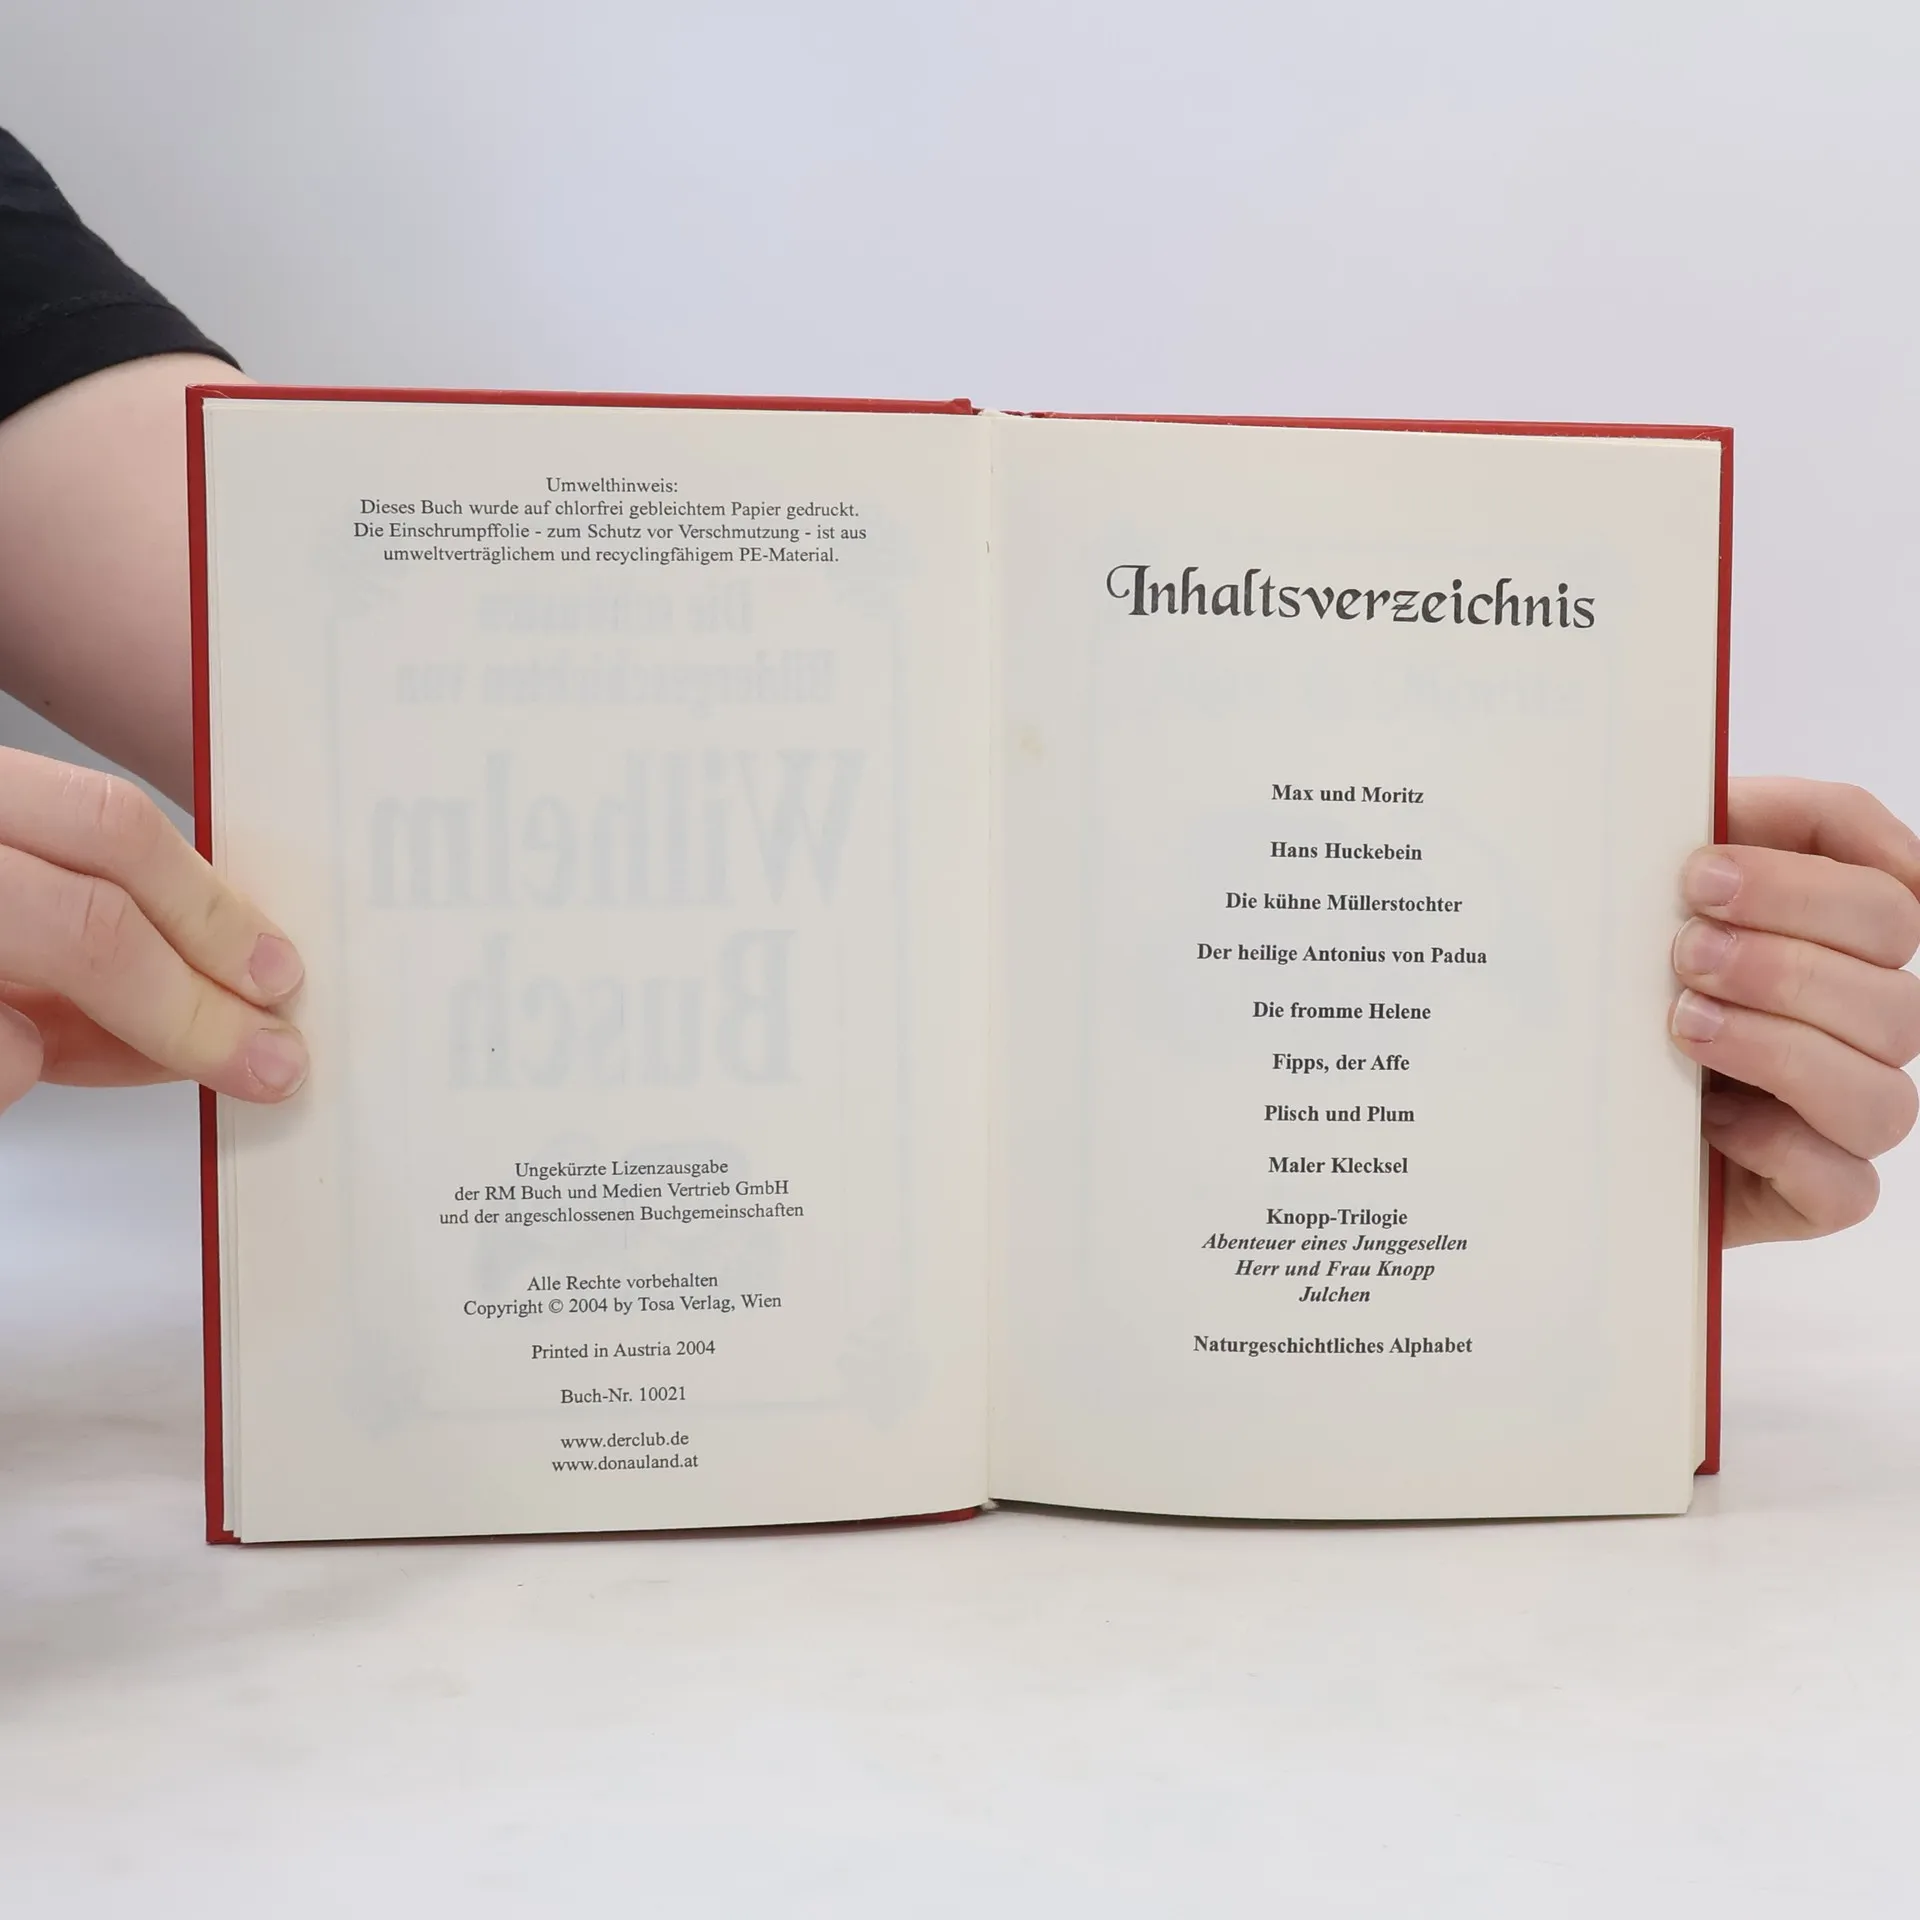 Umwelthinweis:
Dieses Buch wurde auf chlorfrei gebleichtem Papier gedruckt.
Die Einschrumpffolie - zum Schutz vor Verschmutzung - ist aus
umweltverträglichem und recyclingfähigem PE-Material.
Wilhelm
Busch
Ungekürzte Lizenzausgabe
der RM Buch und Medien Vertrieb GmbH
und der angeschlossenen Buchgemeinschaften
Alle Rechte vorbehalten
Copyright © 2004 by Tosa Verlag, Wien
Printed in Austria 2004
Buch-Nr. 10021
www.derclub.de
www.donauland.at
Inhaltsverzeichnis
Max und Moritz
Hans Huckebein
Die kühne Müllerstochter
Der heilige Antonius von Padua
Die fromme Helene
Fipps, der Affe
Plisch und Plum
Maler Klecksel
Knopp-Trilogie
Abenteuer eines Junggesellen
Herr und Frau Knopp
Julchen
Naturgeschichtliches Alphabet